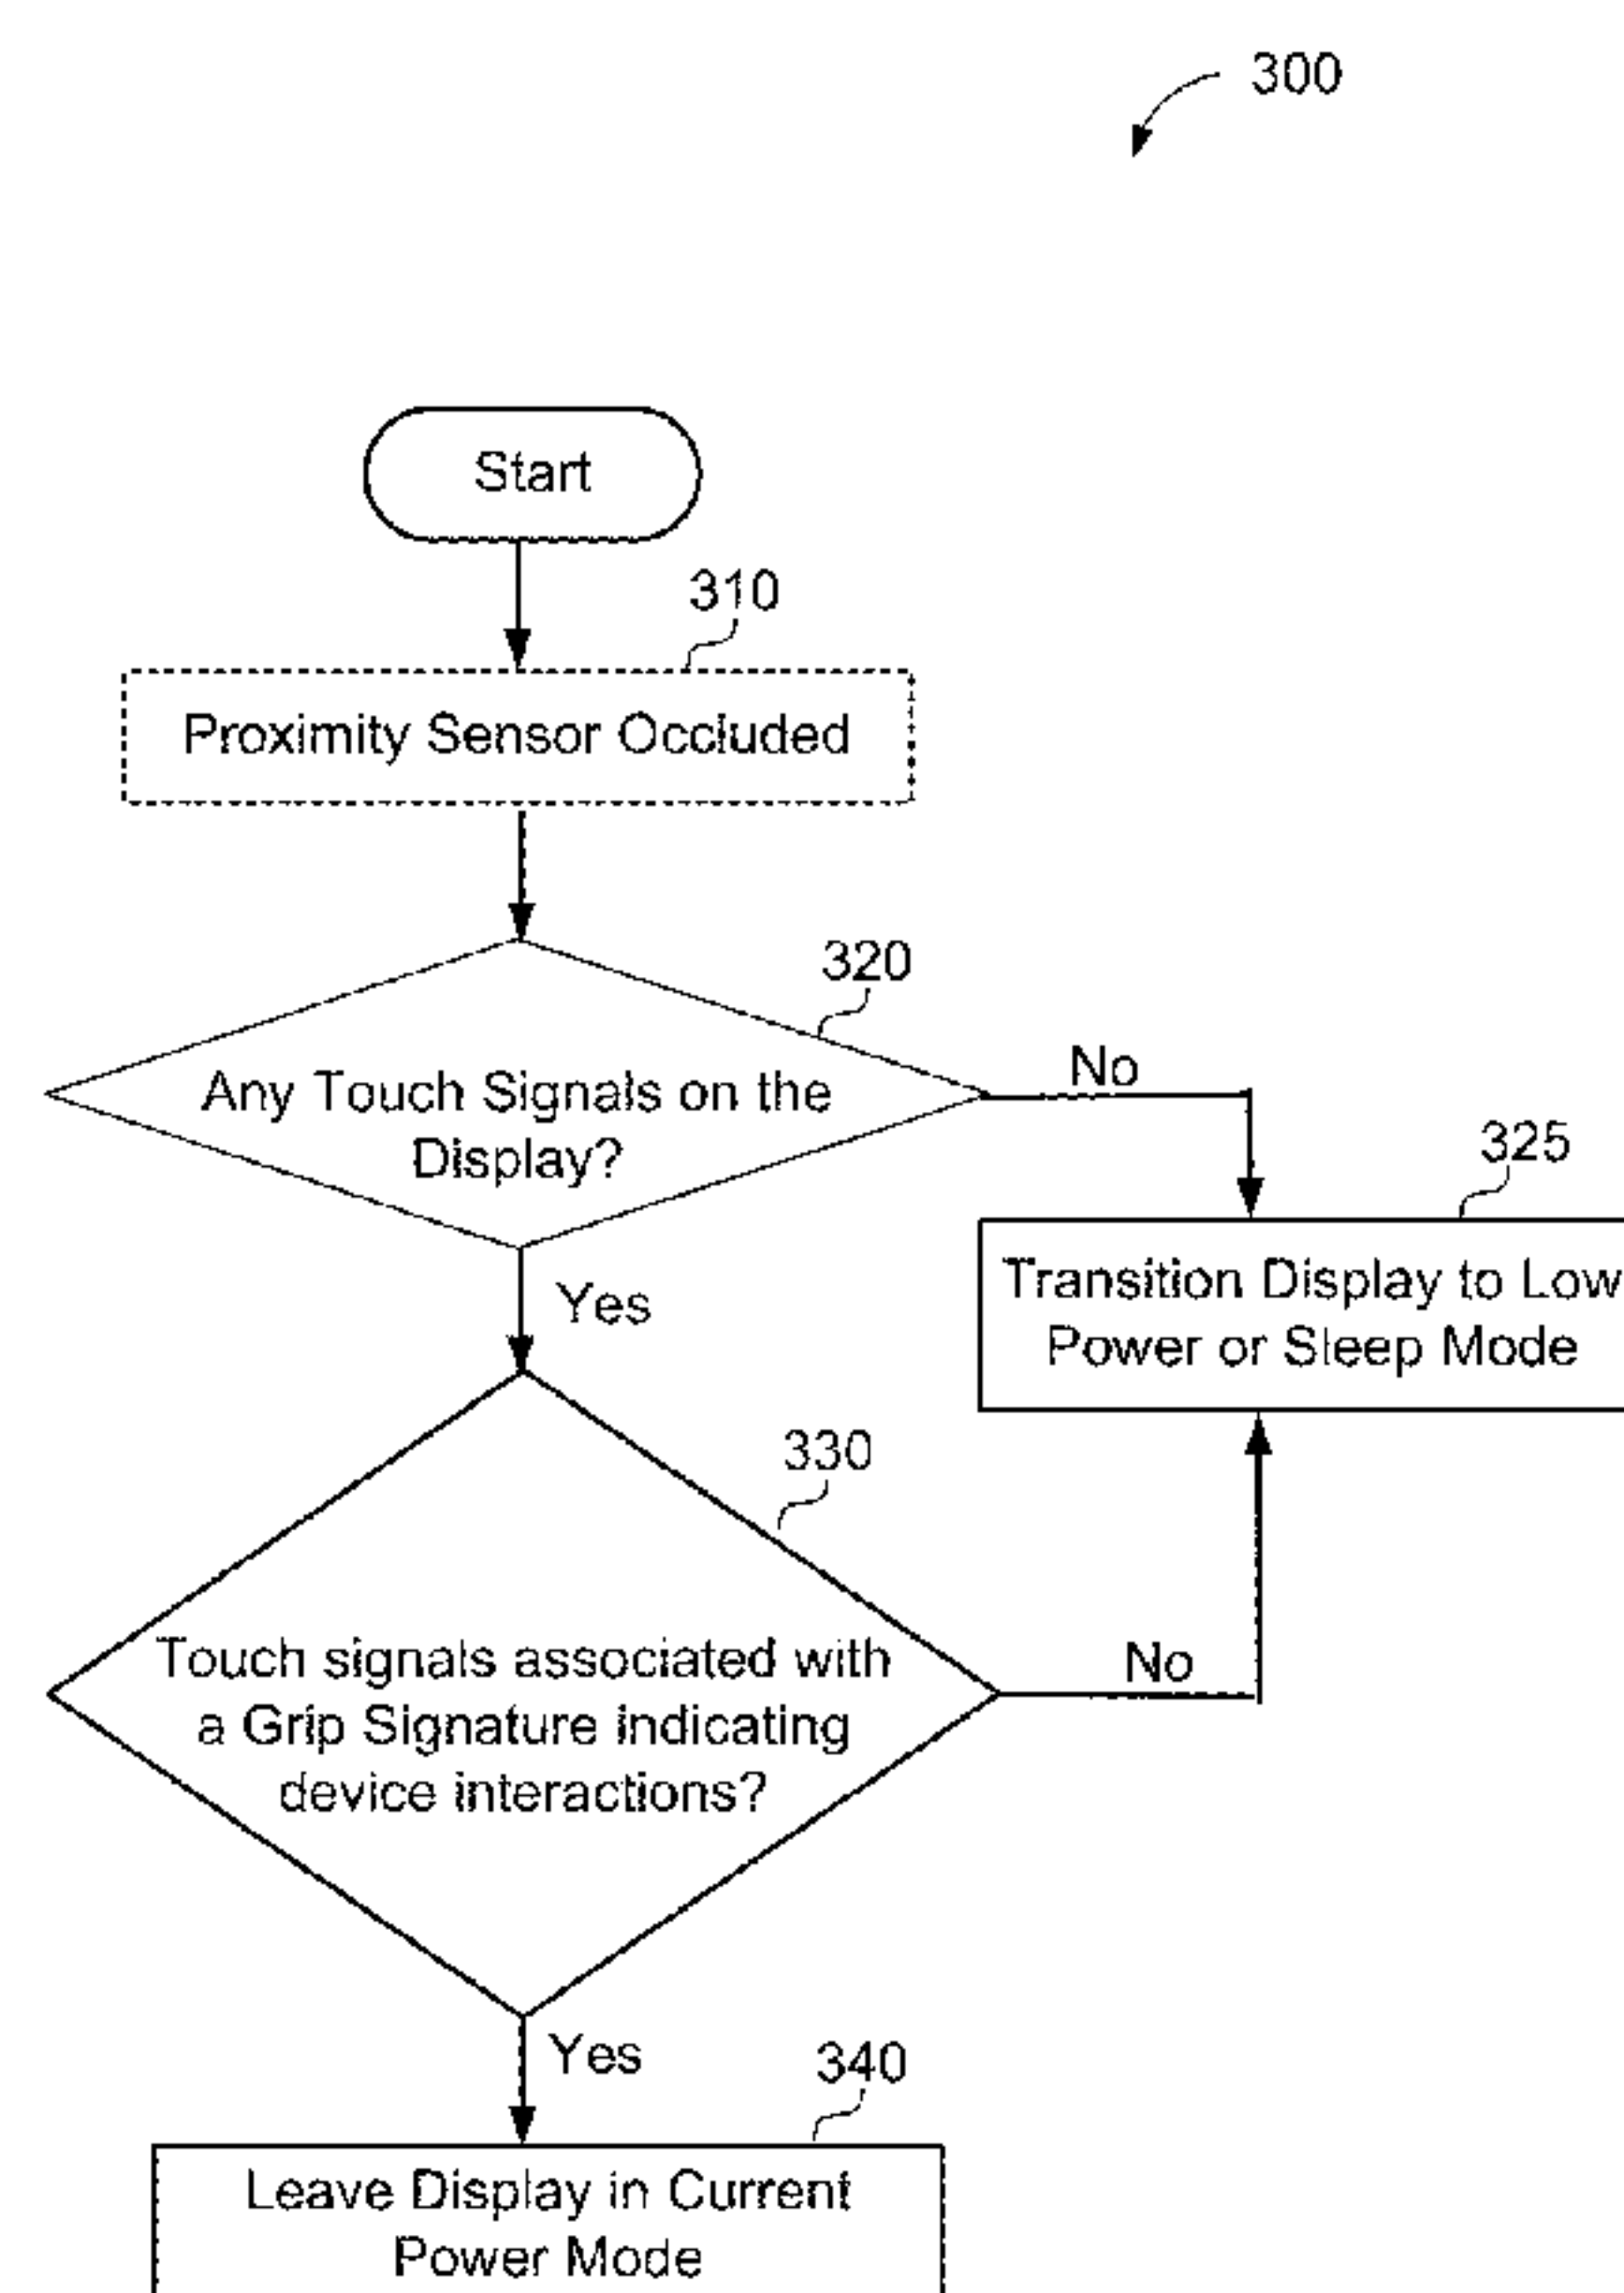 300
Start
310
Proximity Sensor Occluded
320
Any Touch Signals on the
Display?
No
325
Transition Display to Low
Power or Sleep Mode
Yes
330
Touch signals associated with
a Grip Signature indicating
device interactions?
No
Yes
340
Leave Display in Current
Power Mode